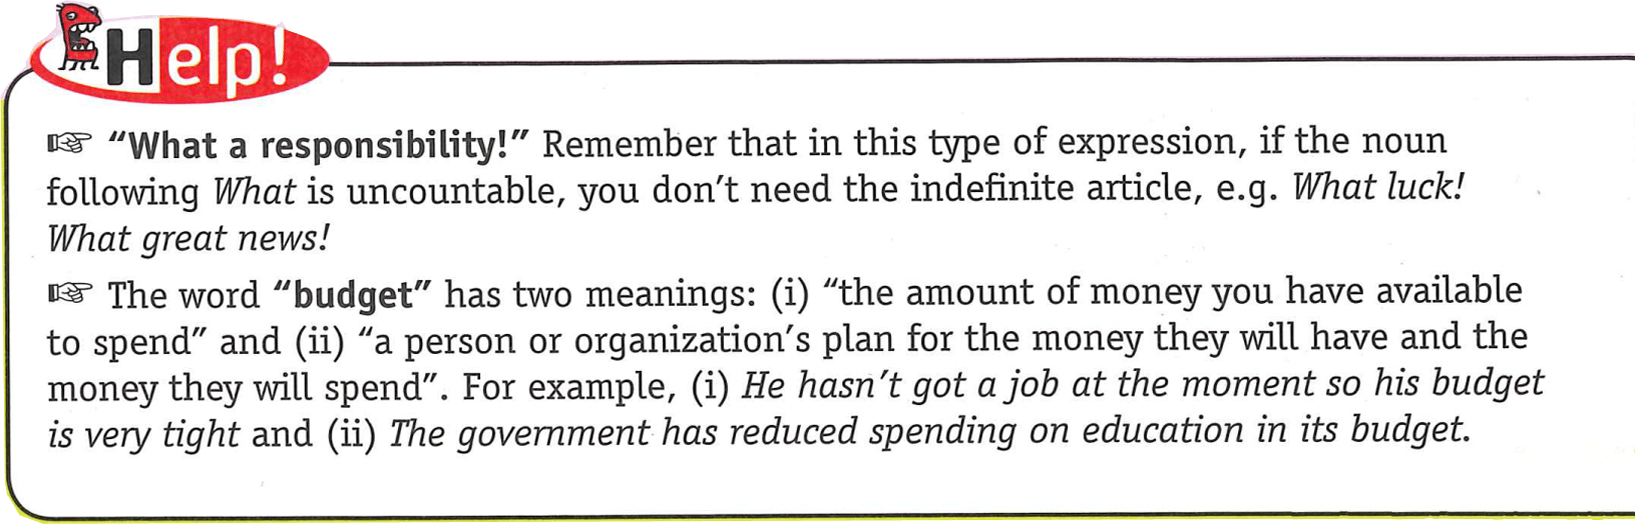 Help!
☞ “What a responsibility!” Remember that in this type of expression, if the noun
following What is uncountable, you don’t need the indefinite article, e.g. What luck!
What great news!
☞ The word “budget” has two meanings: (i) “the amount of money you have available
to spend” and (ii) “a person or organization’s plan for the money they will have and the
money they will spend”. For example, (i) He hasn’t got a job at the moment so his budget
is very tight and (ii) The government has reduced spending on education in its budget.